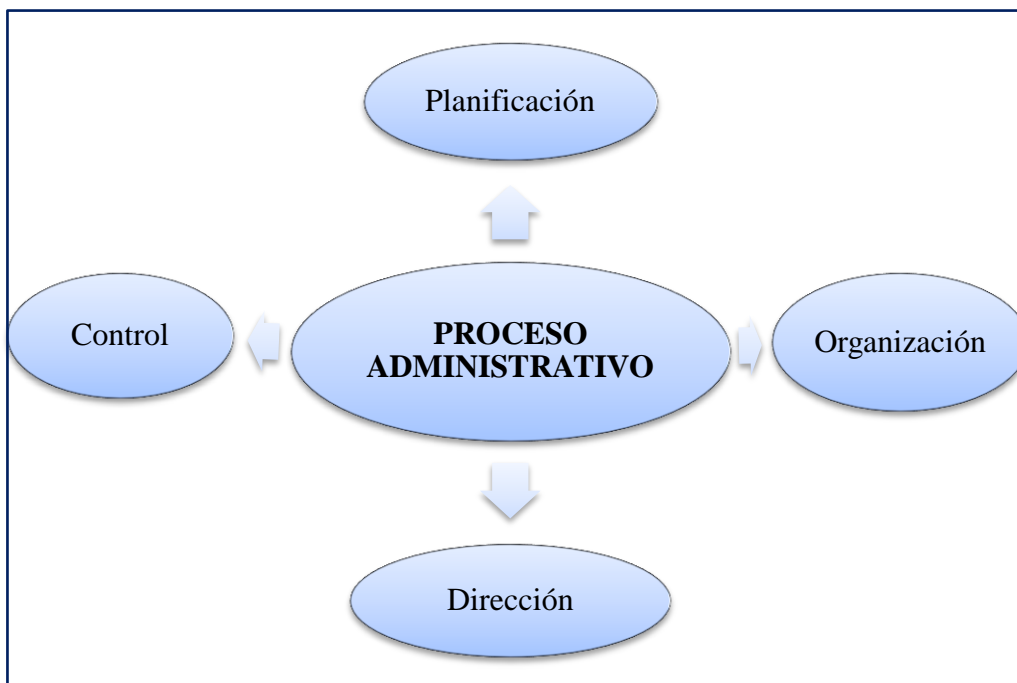 Planificación
Control
PROCESO
ADMINISTRATIVO
Organización
Dirección